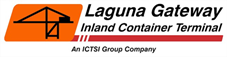 Laguna Gateway
Inland Container Terminal
An ICTSI Group Company